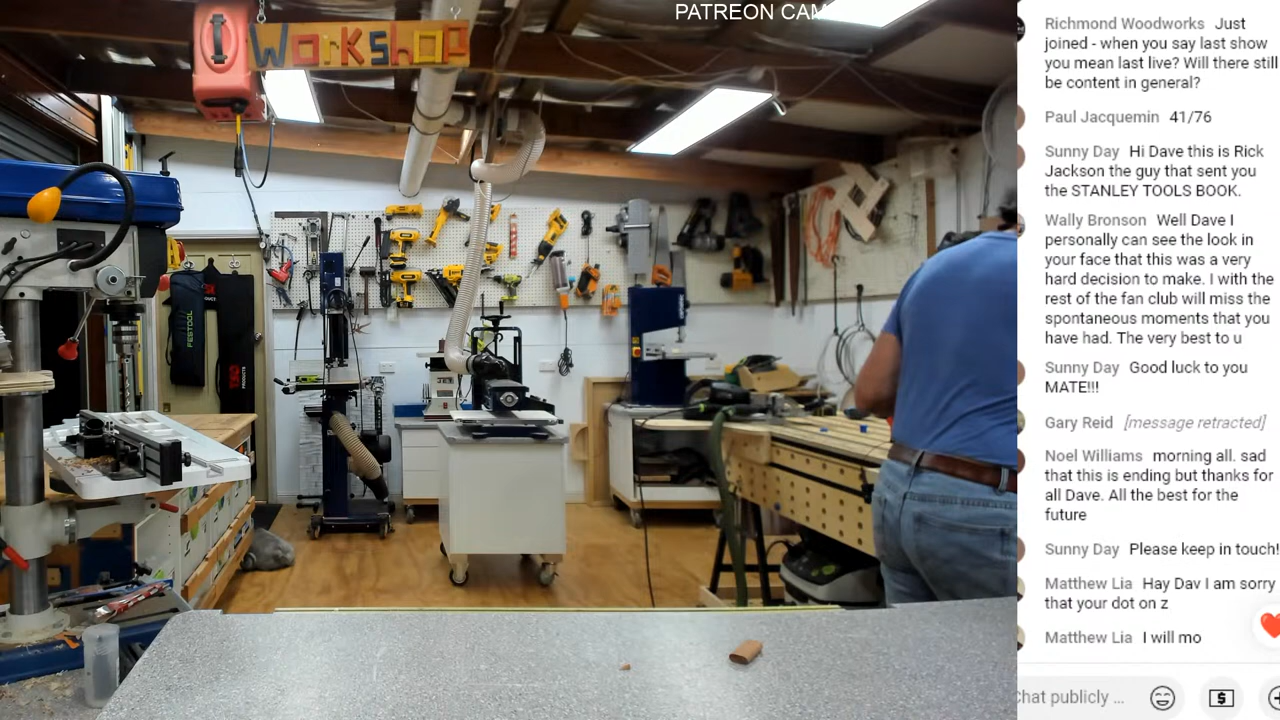 PATREON CAM
Workshop
FESTOOL
Richmond Woodworks Just
joined - when you say last show
you mean last live? Will there still
be content in general?
Paul Jacquemin 41/76
Sunny Day Hi Dave this is Rick
Jackson the guy that sent you
the STANLEY TOOLS BOOK.
Wally Bronson Well Dave I
personally can see the look in
your face that this was a very
hard decision to make. I with the
rest of the fan club will miss the
spontaneous moments that you
have had. The very best to u
Sunny Day Good luck to you
MATE!!!
Gary Reid [message retracted]
Noel Williams morning all. sad
that this is ending but thanks for
all Dave. All the best for the
future
Sunny Day Please keep in touch!
Matthew Lia Hay Dav I am sorry
that your dot on z
Matthew Lia I will mo
Chat publicly ...